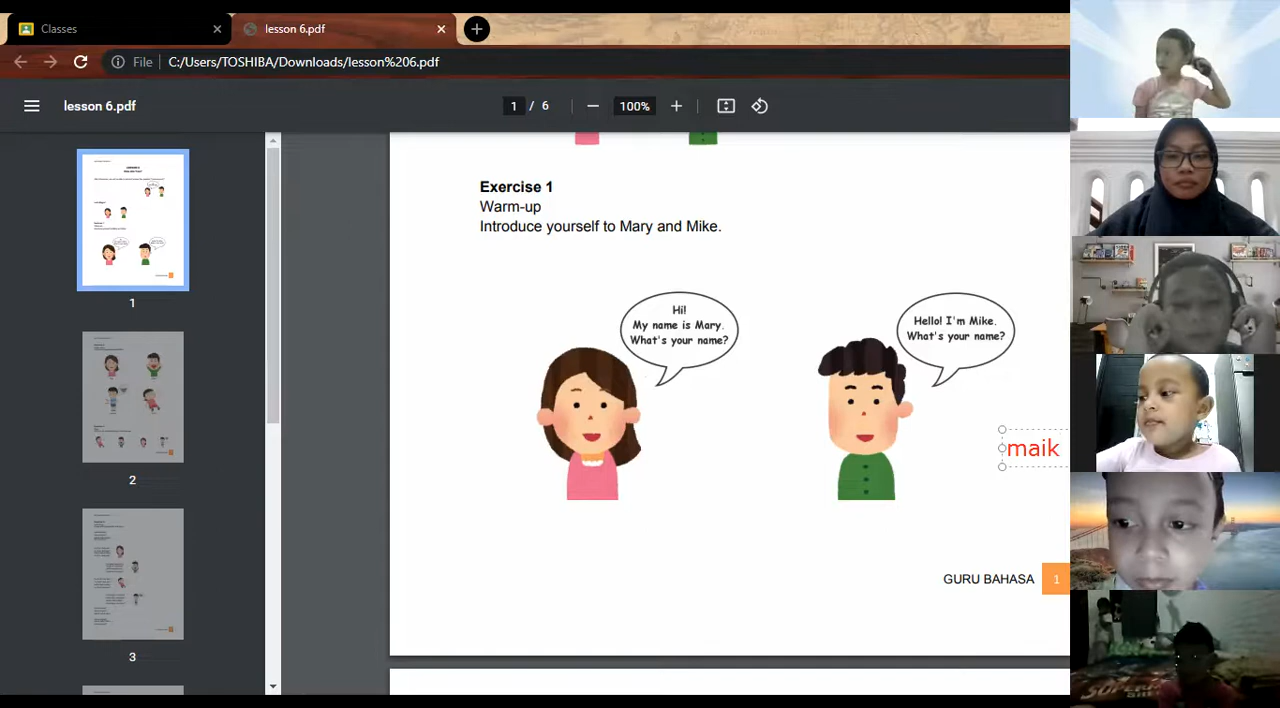 Classes
lesson 6.pdf
File
C:/Users/TOSHIBA/Downloads/lesson%206.pdf
lesson 6.pdf
1 / 6
100%
Exercise 1
Warm-up
Introduce yourself to Mary and Mike.
Hi!
My name is Mary.
What's your name?
Hello! I'm Mike.
What's your name?
maik
GURU BAHASA 1
1
2
3